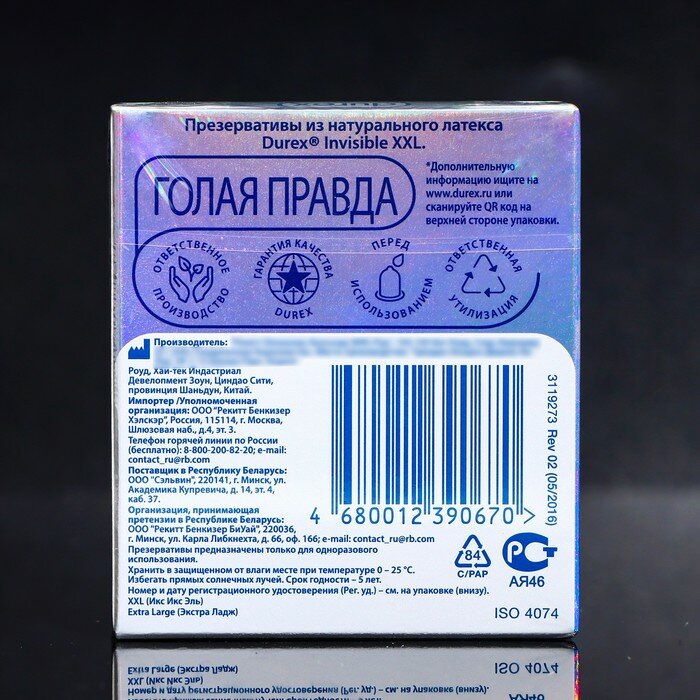 Презервативы из натурального латекса
Durex® Invisible XXL.
ГОЛАЯ ПРАВДА
*Дополнительную
информацию ищите на
www.durex.ru или
сканируйте QR код на
верхней стороне упаковки.
ОТВЕТСТВЕННОЕ ПРОИЗВОДСТВО
ГАРАНТИЯ КАЧЕСТВА DUREX
ПЕРЕД ИСПОЛЬЗОВАНИЕМ
ОТВЕТСТВЕННАЯ УТИЛИЗАЦИЯ
Производитель:
Роуд, Хай-тек Индастриал
Девелопмент Зоун, Циндао Сити,
провинция Шаньдун, Китай.
Импортер /Уполномоченная
организация: ООО "Рекитт Бенкизер
Хэлскэр", Россия, 115114, г. Москва,
Шлюзовая наб., д.4, эт. 3.
Телефон горячей линии по России
(бесплатно): 8-800-200-82-20; e-mail:
contact_ru@rb.com
Поставщик в Республику Беларусь:
ООО "Сэльвин", 220141, г. Минск, ул.
Академика Купревича, д. 14, эт. 4,
каб. 37.
Организация, принимающая
претензии в Республике Беларусь:
ООО "Рекитт Бенкизер БиУай", 220036,
г. Минск, ул. Карла Либкнехта, д. 66, оф. 166; e-mail: contact_ru@rb.com
Презервативы предназначены только для одноразового
использования.
Хранить в защищенном от влаги месте при температуре 0 – 25 °С.
Избегать прямых солнечных лучей. Срок годности – 5 лет.
Номер и дату регистрационного удостоверения (Рег. уд.) – см. на упаковке (внизу).
XXL (Икс Икс Эль)
Extra Large (Экстра Ладж)
4 680012 390670 >
3119273 Rev 02 (05/2016)
84
C/PAP
РСТ
АЯ46
ISO 4074